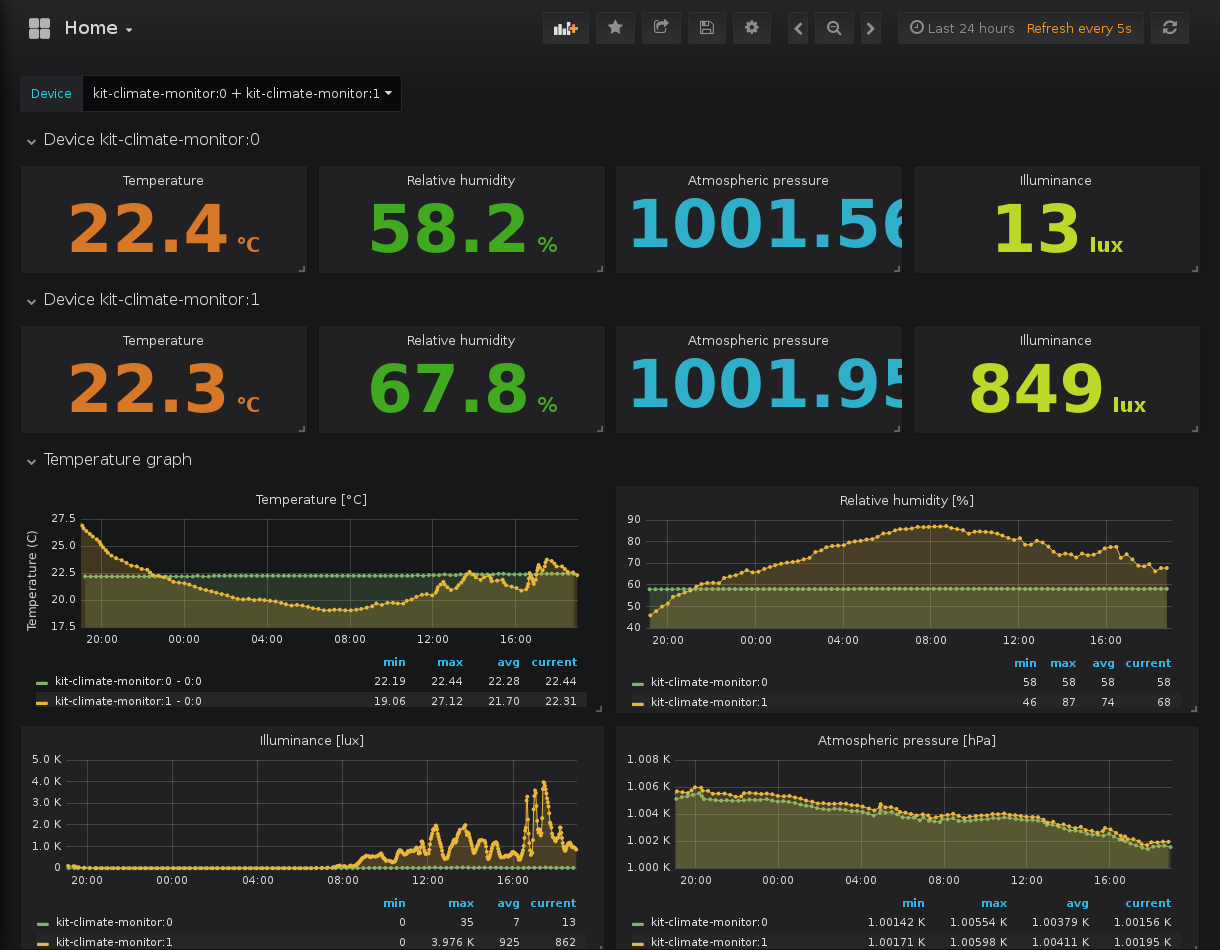 Home
Last 24 hours Refresh every 5s
Device kit-climate-monitor:0 + kit-climate-monitor:1
Device kit-climate-monitor:0
Temperature Relative humidity Atmospheric pressure Illuminance
22.4 °C 58.2 % 1001.56 13 lux
Device kit-climate-monitor:1
Temperature Relative humidity Atmospheric pressure Illuminance
22.3 °C 67.8 % 1001.95 849 lux
Temperature graph
Temperature [°C]
Temperature (C)
27.5
25.0
22.5
20.0
17.5
20:00 00:00 04:00 08:00 12:00 16:00
min max avg current
kit-climate-monitor:0 - 0:0 22.19 22.44 22.28 22.44
kit-climate-monitor:1 - 0:0 19.06 27.12 21.70 22.31
Relative humidity [%]
90
80
70
60
50
40
20:00 00:00 04:00 08:00 12:00 16:00
min max avg current
kit-climate-monitor:0 58 58 58 58
kit-climate-monitor:1 46 87 74 68
Illuminance [lux]
5.0 K
4.0 K
3.0 K
2.0 K
1.0 K
0
20:00 00:00 04:00 08:00 12:00 16:00
min max avg current
kit-climate-monitor:0 0 35 7 13
kit-climate-monitor:1 0 3.976 K 925 862
Atmospheric pressure [hPa]
1.008 K
1.006 K
1.004 K
1.002 K
1.000 K
20:00 00:00 04:00 08:00 12:00 16:00
min max avg current
kit-climate-monitor:0 1.00142 K 1.00554 K 1.00379 K 1.00156 K
kit-climate-monitor:1 1.00171 K 1.00598 K 1.00411 K 1.00195 K